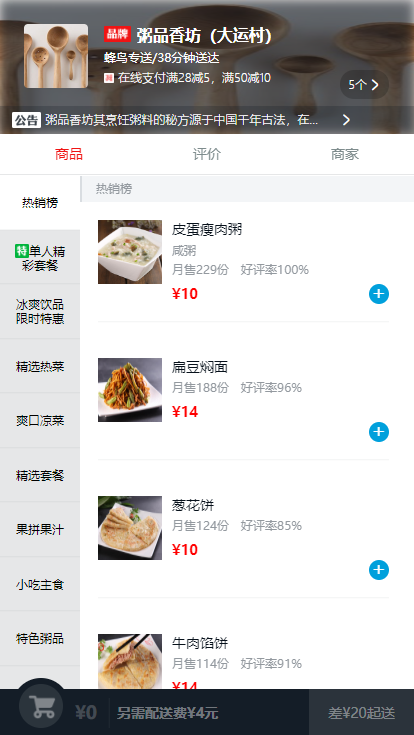 品牌 粥品香坊（大运村）
蜂鸟专送/38分钟送达
减 在线支付满28减5，满50减10
5个
公告 粥品香坊其烹饪粥料的秘方源于中国千年古法，在...
商品 评价 商家
热销榜
特单人精
彩套餐
冰爽饮品
限时特惠
精选热菜
爽口凉菜
精选套餐
果拼果汁
小吃主食
特色粥品
热销榜
皮蛋瘦肉粥
咸粥
月售229份 好评率100%
¥10
扁豆焖面
月售188份 好评率96%
¥14
葱花饼
月售124份 好评率85%
¥10
牛肉馅饼
月售114份 好评率91%
¥14
¥0 另需配送费¥4元 差¥20起送